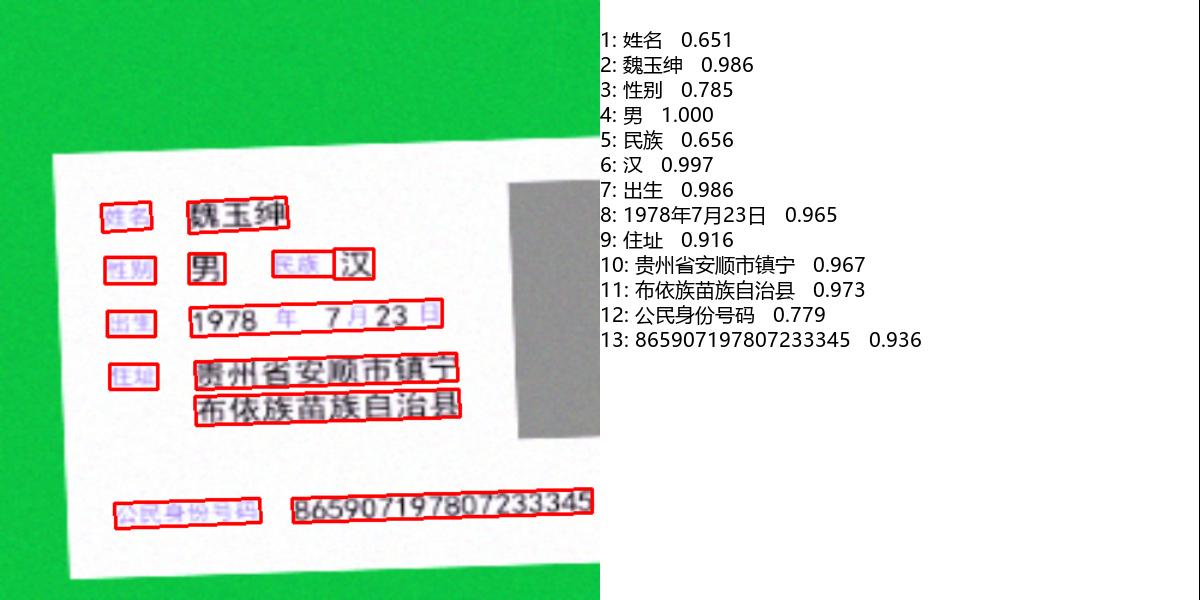 姓名 魏玉绅
性别 男 民族 汉
出生 1978 年 7 月 23 日
住址 贵州省安顺市镇宁
布依族苗族自治县
公民身份号码 865907197807233345
1: 姓名 0.651
2: 魏玉绅 0.986
3: 性别 0.785
4: 男 1.000
5: 民族 0.656
6: 汉 0.997
7: 出生 0.986
8: 1978年7月23日 0.965
9: 住址 0.916
10: 贵州省安顺市镇宁 0.967
11: 布依族苗族自治县 0.973
12: 公民身份号码 0.779
13: 865907197807233345 0.936